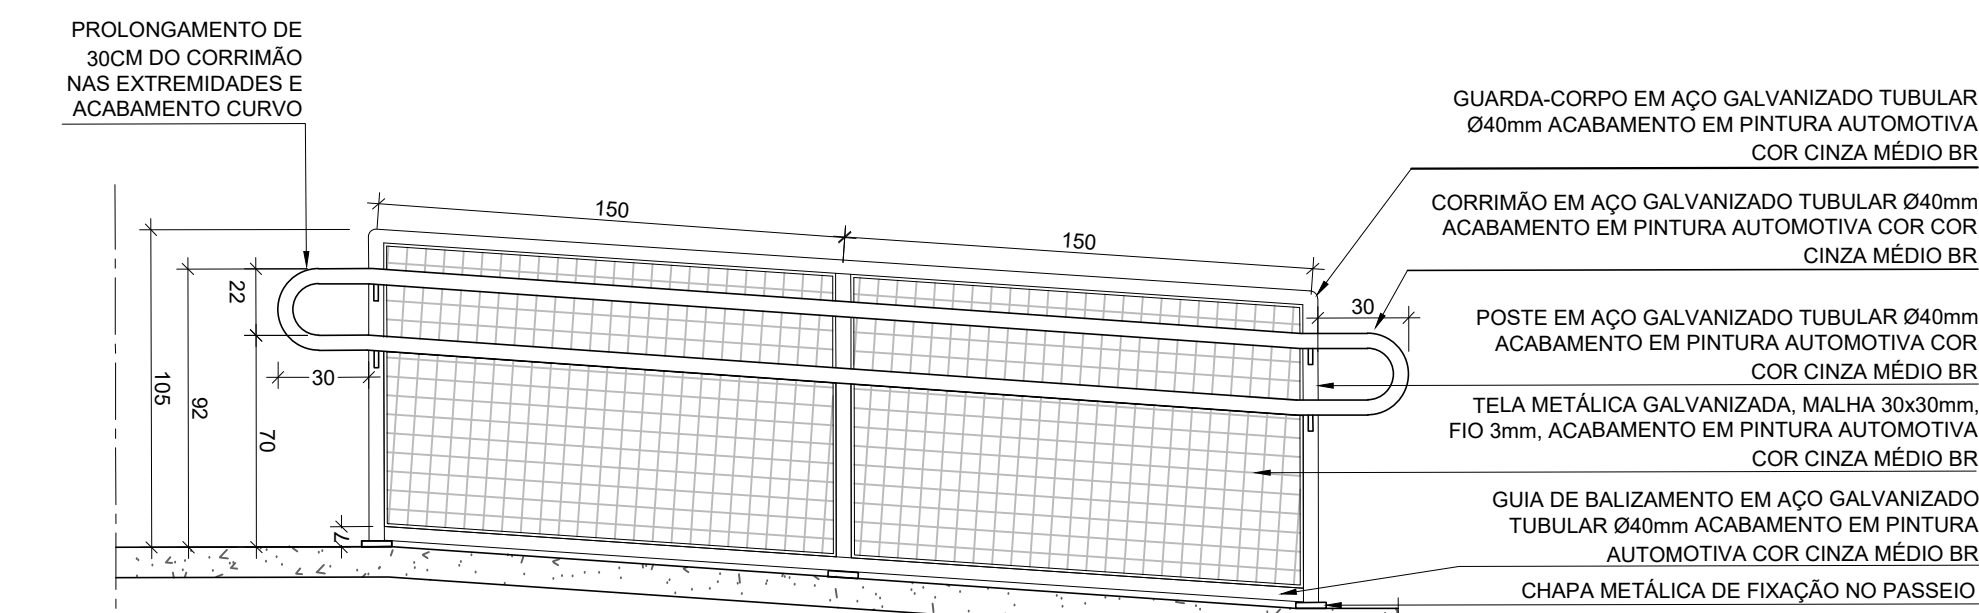 PROLONGAMENTO DE
30CM DO CORRIMÃO
NAS EXTREMIDADES E
ACABAMENTO CURVO
GUARDA-CORPO EM AÇO GALVANIZADO TUBULAR
Ø40mm ACABAMENTO EM PINTURA AUTOMOTIVA
COR CINZA MÉDIO BR
CORRIMÃO EM AÇO GALVANIZADO TUBULAR Ø40mm
ACABAMENTO EM PINTURA AUTOMOTIVA COR COR
CINZA MÉDIO BR
POSTE EM AÇO GALVANIZADO TUBULAR Ø40mm
ACABAMENTO EM PINTURA AUTOMOTIVA COR
COR CINZA MÉDIO BR
TELA METÁLICA GALVANIZADA, MALHA 30x30mm,
FIO 3mm, ACABAMENTO EM PINTURA AUTOMOTIVA
COR CINZA MÉDIO BR
GUIA DE BALIZAMENTO EM AÇO GALVANIZADO
TUBULAR Ø40mm ACABAMENTO EM PINTURA
AUTOMOTIVA COR CINZA MÉDIO BR
CHAPA METÁLICA DE FIXAÇÃO NO PASSEIO
150
150
22
30
30
105
92
70
7